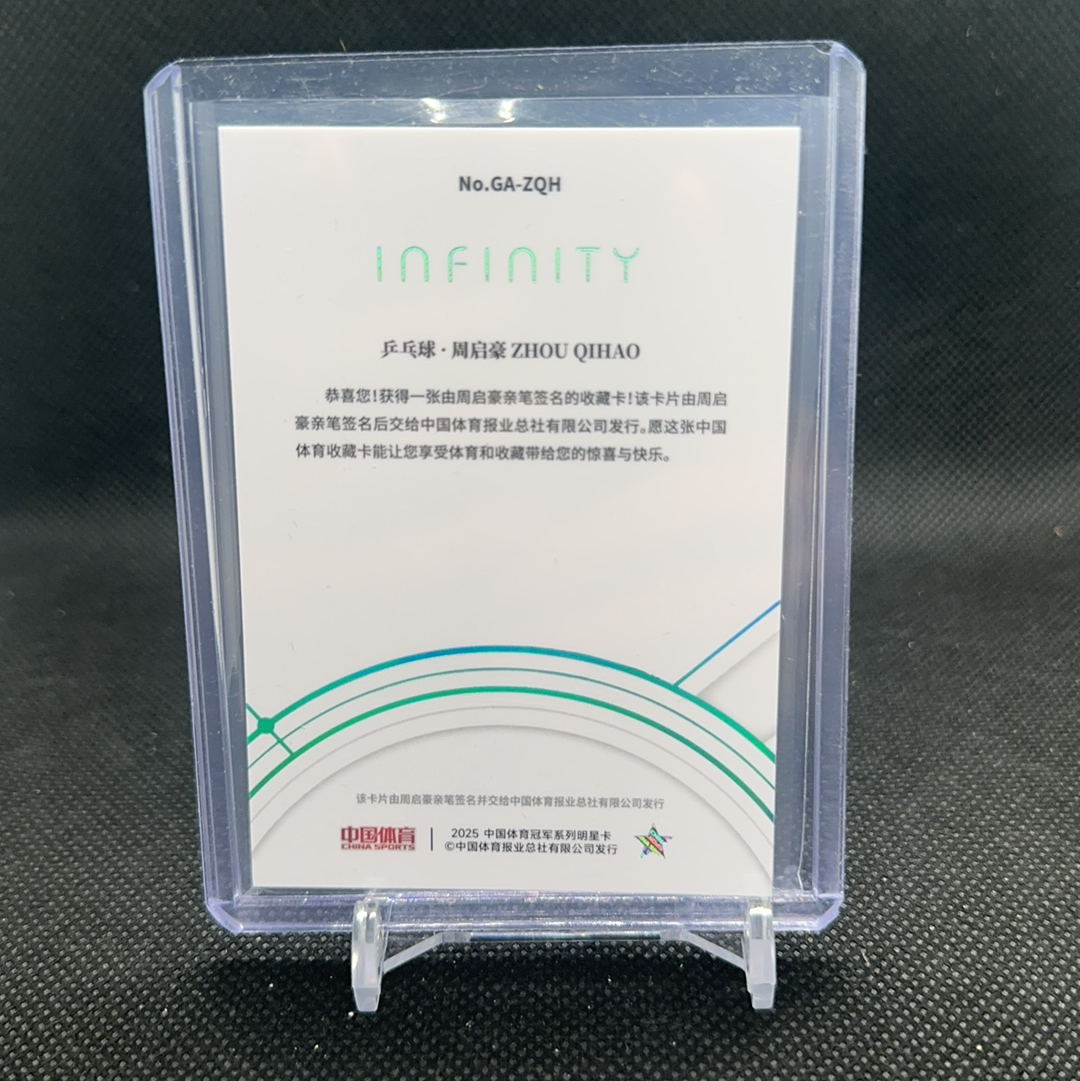 No.GA-ZQH
INFINITY
乒乓球·周启豪 ZHOU QIHAO
恭喜您!获得一张由周启豪亲笔签名的收藏卡!该卡片由周启
豪亲笔签名后交给中国体育报业总社有限公司发行。愿这张中国
体育收藏卡能让您享受体育和收藏带给您的惊喜与快乐。
该卡片由周启豪亲笔签名并交给中国体育报业总社有限公司发行
中国体育
CHINA SPORTS
2025 中国体育冠军系列明星卡
©中国体育报业总社有限公司发行